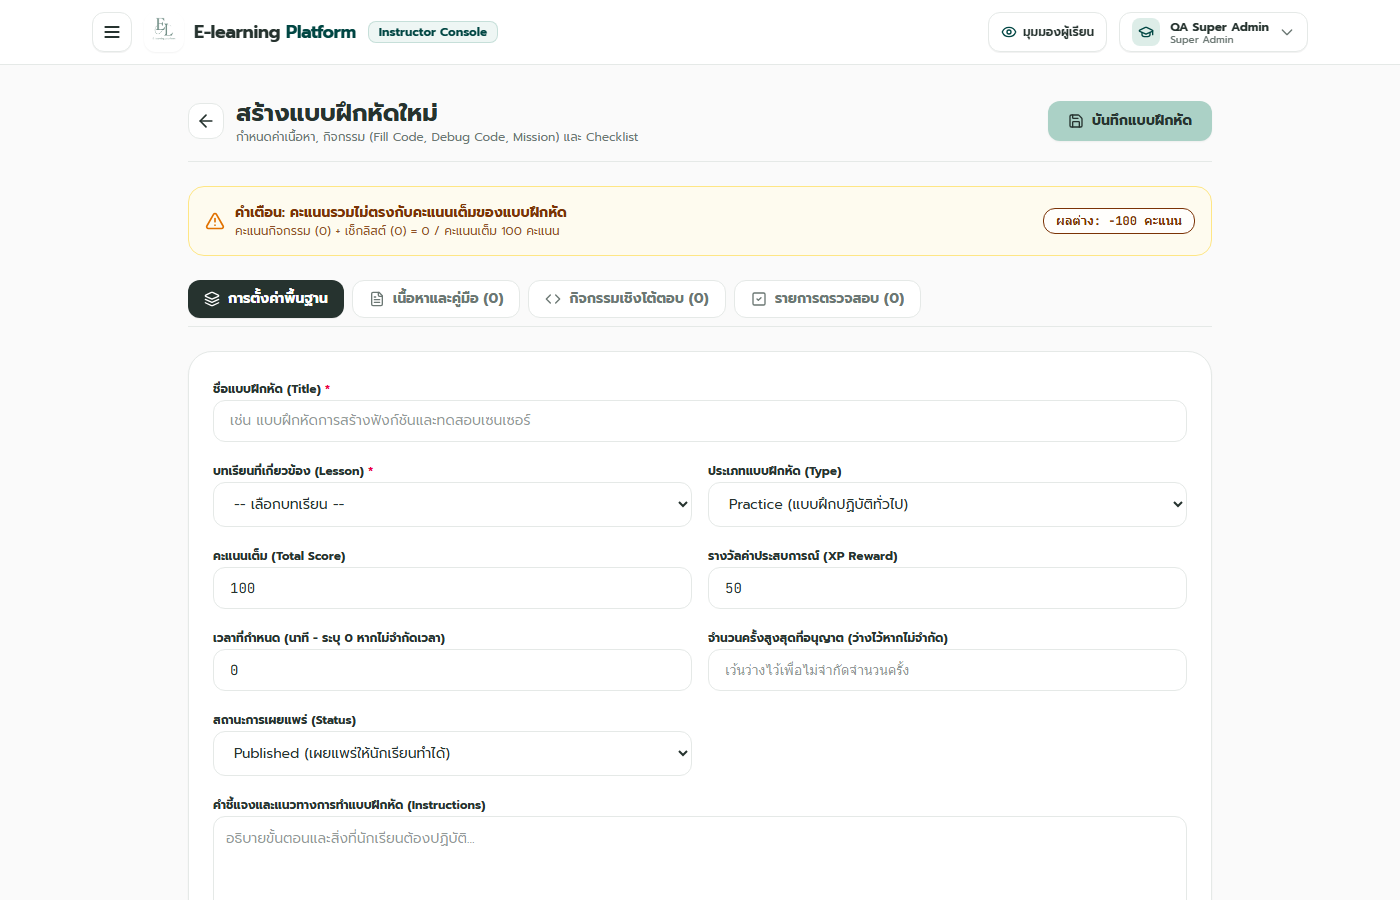 EL
E-learning Platform
Instructor Console
มุมมองผู้เรียน
QA Super Admin
Super Admin
สร้างแบบฝึกหัดใหม่
กำหนดค่าเนื้อหา, กิจกรรม (Fill Code, Debug Code, Mission) และ Checklist
บันทึกแบบฝึกหัด
คำเตือน: คะแนนรวมไม่ตรงกับคะแนนเต็มของแบบฝึกหัด
คะแนนกิจกรรม (0) + เช็กลิสต์ (0) = 0 / คะแนนเต็ม 100 คะแนน
ผลต่าง: -100 คะแนน
การตั้งค่าพื้นฐาน
เนื้อหาและคู่มือ (0)
กิจกรรมเชิงโต้ตอบ (0)
รายการตรวจสอบ (0)
ชื่อแบบฝึกหัด (Title) *
เช่น แบบฝึกหัดการสร้างฟังก์ชันและทดสอบเซนเซอร์
บทเรียนที่เกี่ยวข้อง (Lesson) *
ประเภทแบบฝึกหัด (Type)
-- เลือกบทเรียน --
Practice (แบบฝึกปฏิบัติทั่วไป)
คะแนนเต็ม (Total Score)
รางวัลค่าประสบการณ์ (XP Reward)
100
50
เวลาที่กำหนด (นาที - ระบุ 0 หากไม่จำกัดเวลา)
จำนวนครั้งสูงสุดที่อนุญาต (ว่างไว้หากไม่จำกัด)
0
เว้นว่างไว้เพื่อไม่จำกัดจำนวนครั้ง
สถานะการเผยแพร่ (Status)
Published (เผยแพร่ให้นักเรียนทำได้)
คำชี้แจงและแนวทางการทำแบบฝึกหัด (Instructions)
อธิบายขั้นตอนและสิ่งที่นักเรียนต้องปฏิบัติ...